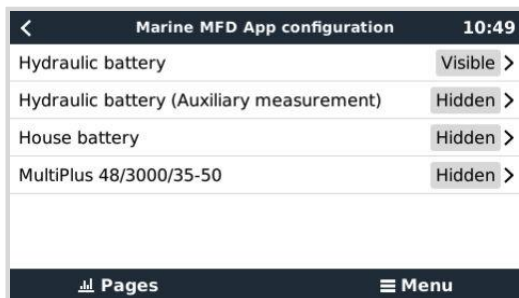 Marine MFD App configuration 10:49
Hydraulic battery Visible
Hydraulic battery (Auxiliary measurement) Hidden
House battery Hidden
MultiPlus 48/3000/35-50 Hidden
Pages Menu